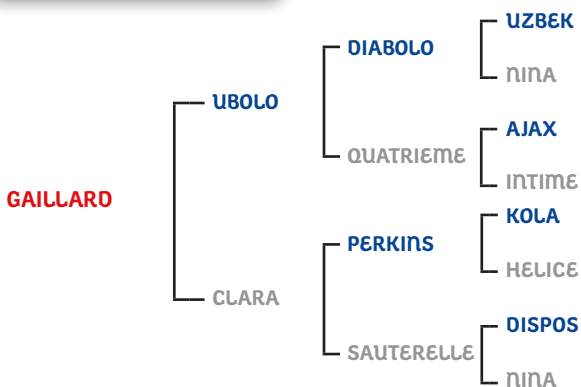 UZBEK
DIABOLO
NINA
UBOLO
AJAX
QUATRIEME
INTIME
GAILLARD
KOLA
PERKINS
HELICE
CLARA
DISPOS
SAUTERELLE
NINA